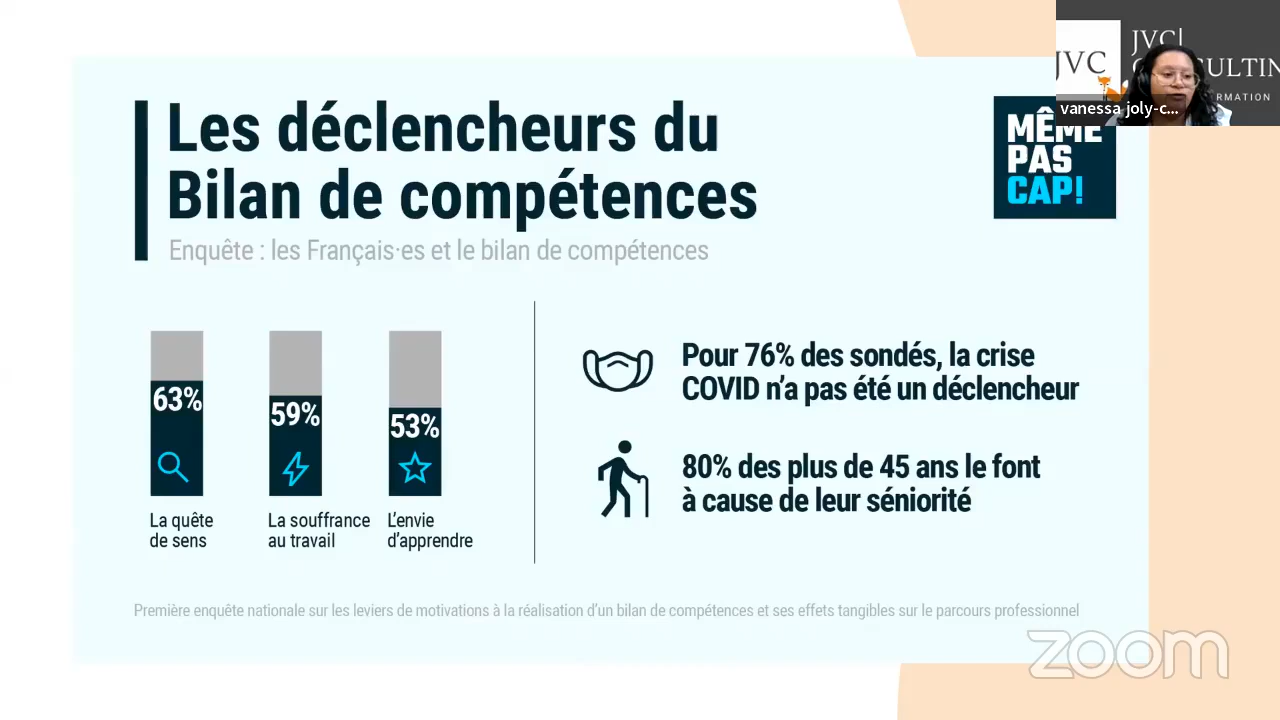 Les déclencheurs du
Bilan de compétences
Enquête : les Français·es et le bilan de compétences
63%
59%
53%
La quête
de sens
La souffrance
au travail
L'envie
d'apprendre
Pour 76% des sondés, la crise
COVID n'a pas été un déclencheur
80% des plus de 45 ans le font
à cause de leur séniorité
Première enquête nationale sur les leviers de motivations à la réalisation d'un bilan de compétences et ses effets tangibles sur le parcours professionnel
MÊME
PAS
CAP!
JVC
JVC|
vanessa joly-c...
zoom